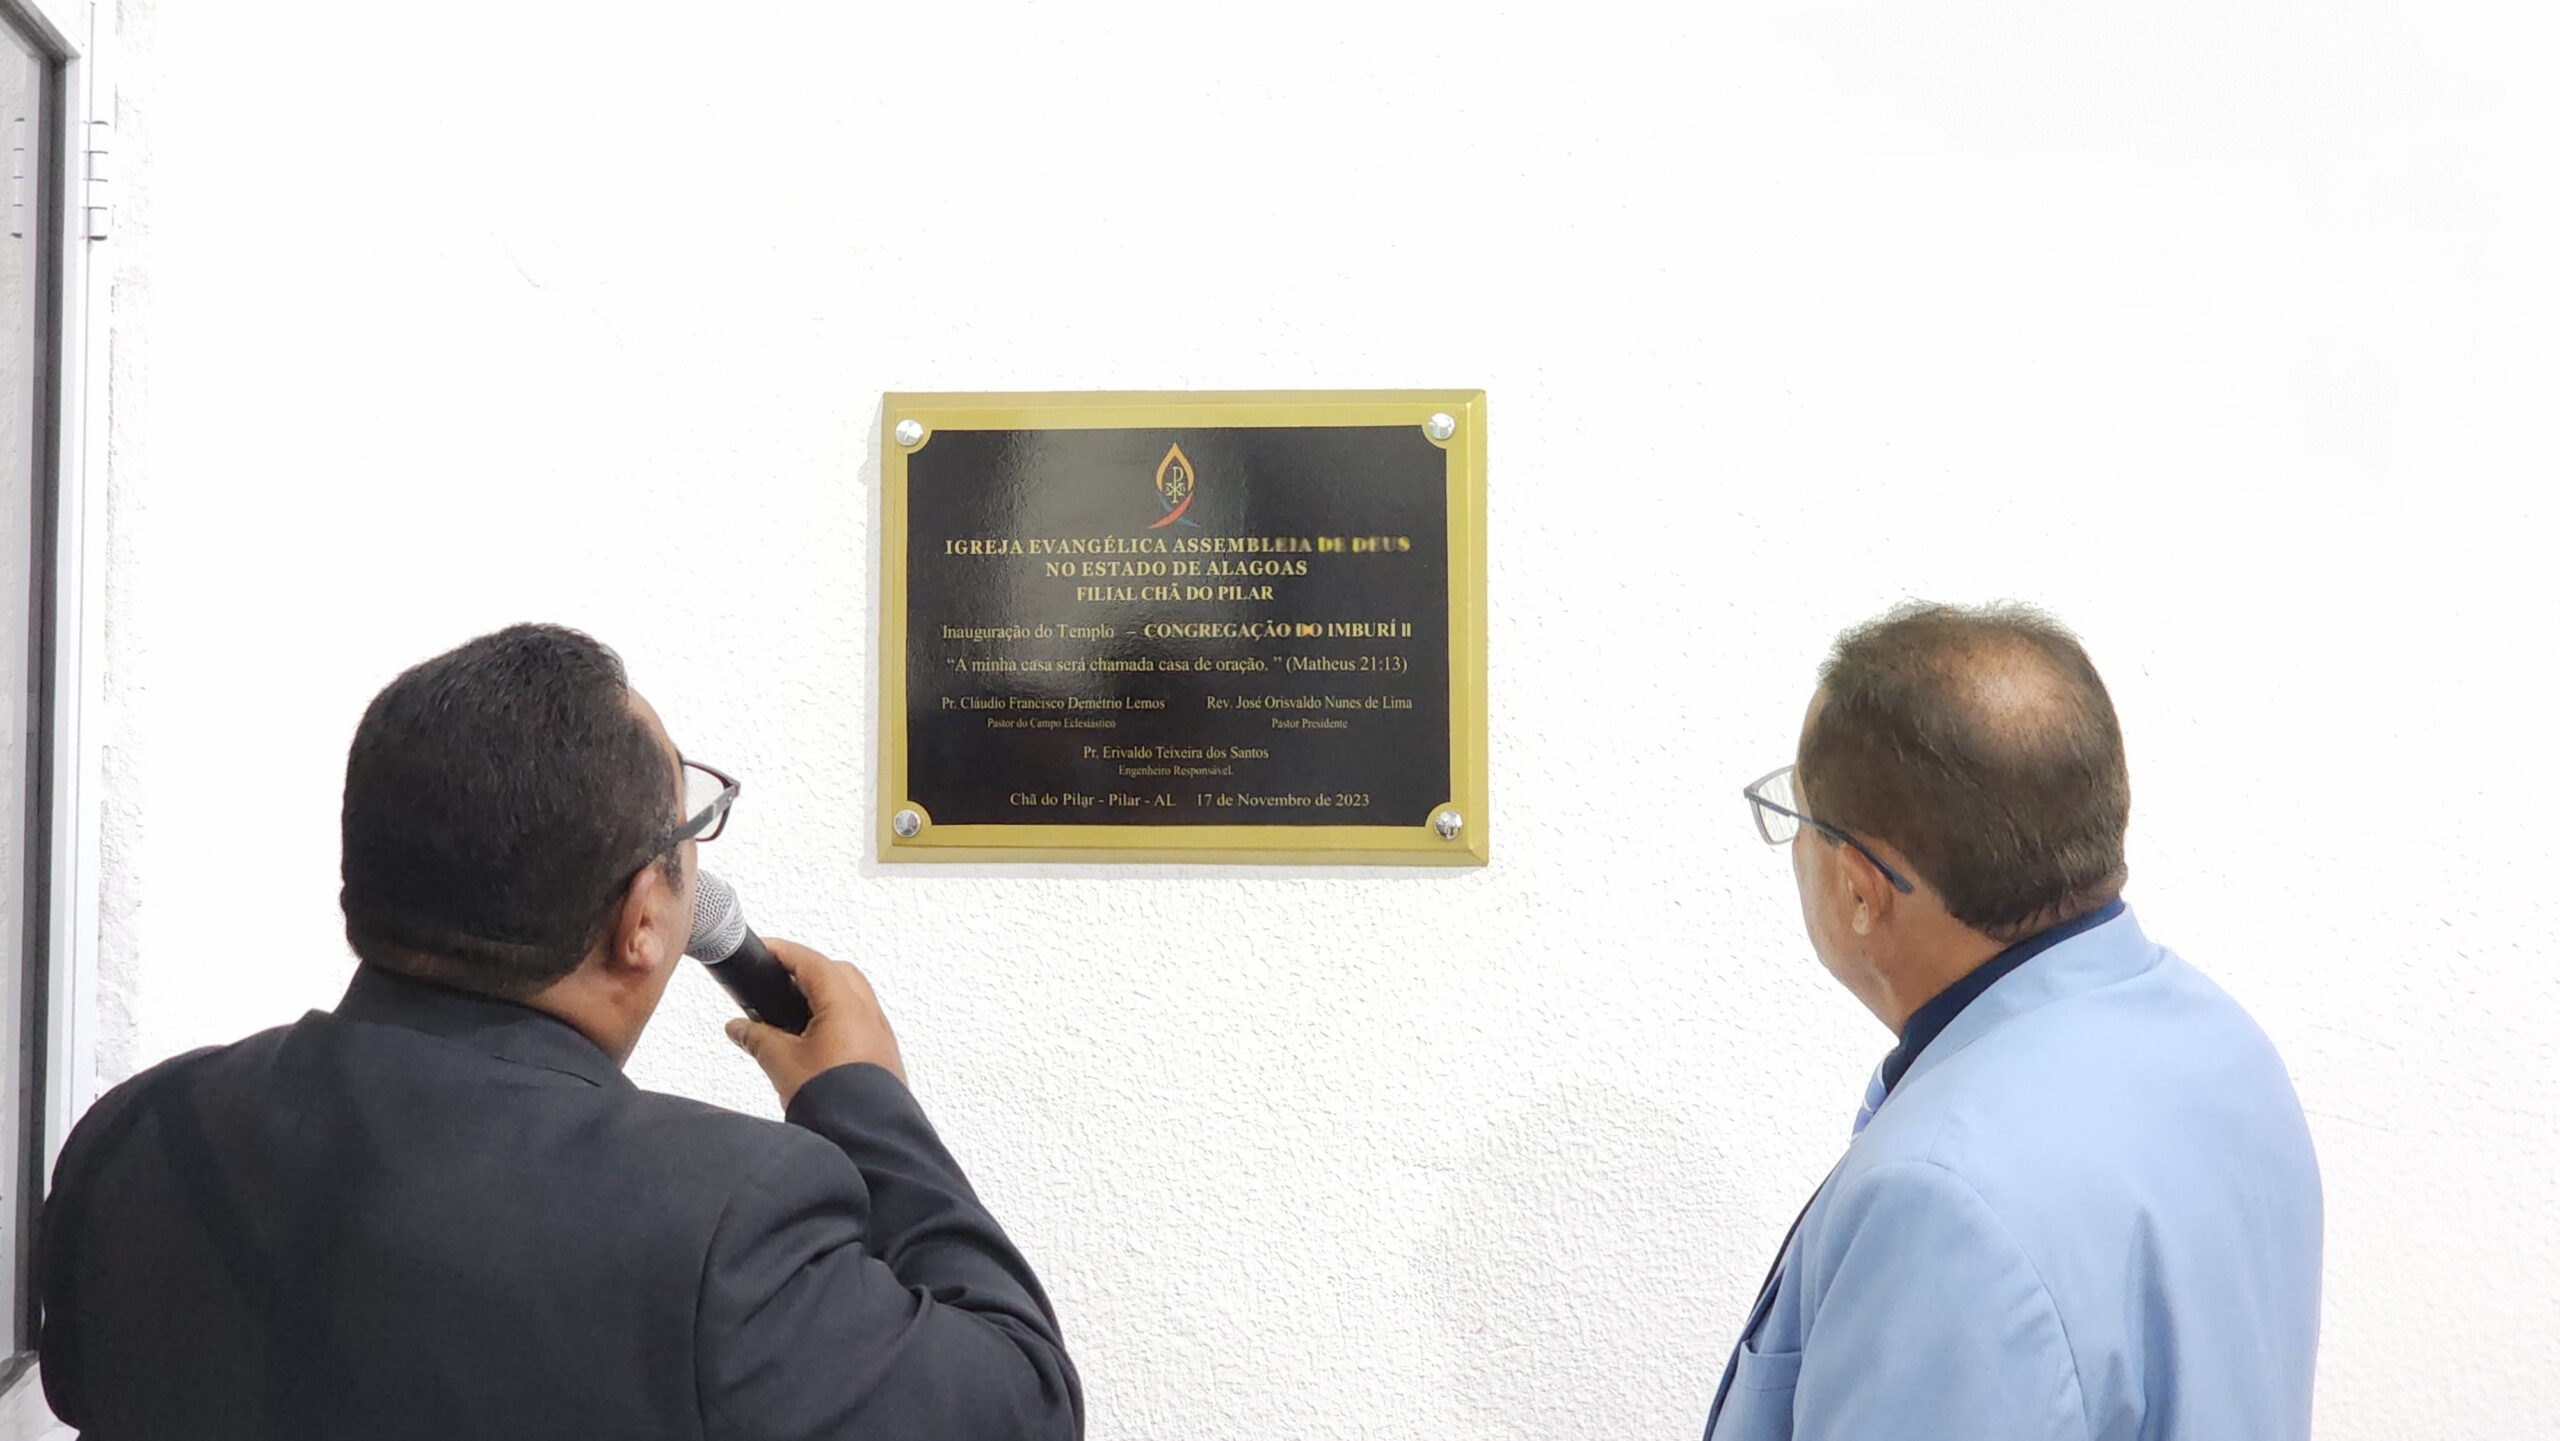 IGREJA EVANGÉLICA ASSEMBLEIA DE DEUS
NO ESTADO DE ALAGOAS
FILIAL CHÃ DO PILAR
Inauguração do Templo – CONGREGAÇÃO DO IMBURÍ II
“A minha casa será chamada casa de oração. ” (Matheus 21:13)
Pr. Cláudio Francisco Demétrio Lemos Rev. José Orisvaldo Nunes de Lima
Pastor do Campo Eclesiástico Pastor Presidente
Pr. Erivaldo Teixeira dos Santos
Engenheiro Responsável.
Chã do Pilar - Pilar - AL 17 de Novembro de 2023